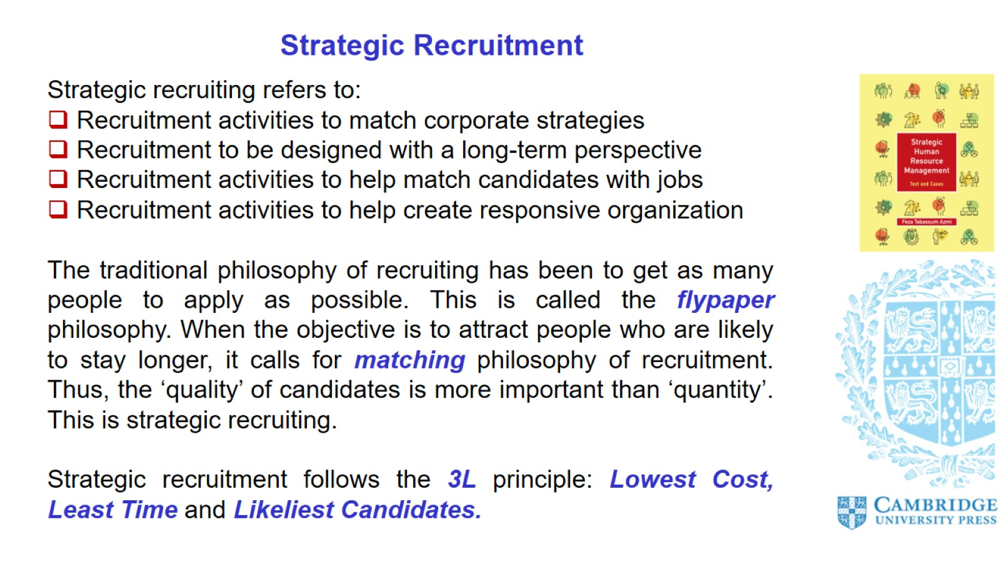 Strategic Recruitment
Strategic recruiting refers to:
❑ Recruitment activities to match corporate strategies
❑ Recruitment to be designed with a long-term perspective
❑ Recruitment activities to help match candidates with jobs
❑ Recruitment activities to help create responsive organization
The traditional philosophy of recruiting has been to get as many
people to apply as possible. This is called the flypaper
philosophy. When the objective is to attract people who are likely
to stay longer, it calls for matching philosophy of recruitment.
Thus, the ‘quality’ of candidates is more important than ‘quantity’.
This is strategic recruiting.
Strategic recruitment follows the 3L principle: Lowest Cost,
Least Time and Likeliest Candidates.
Strategic
Human
Resource
Management
Text and Cases
Feza Tabassum Azmi
CAMBRIDGE
UNIVERSITY PRESS